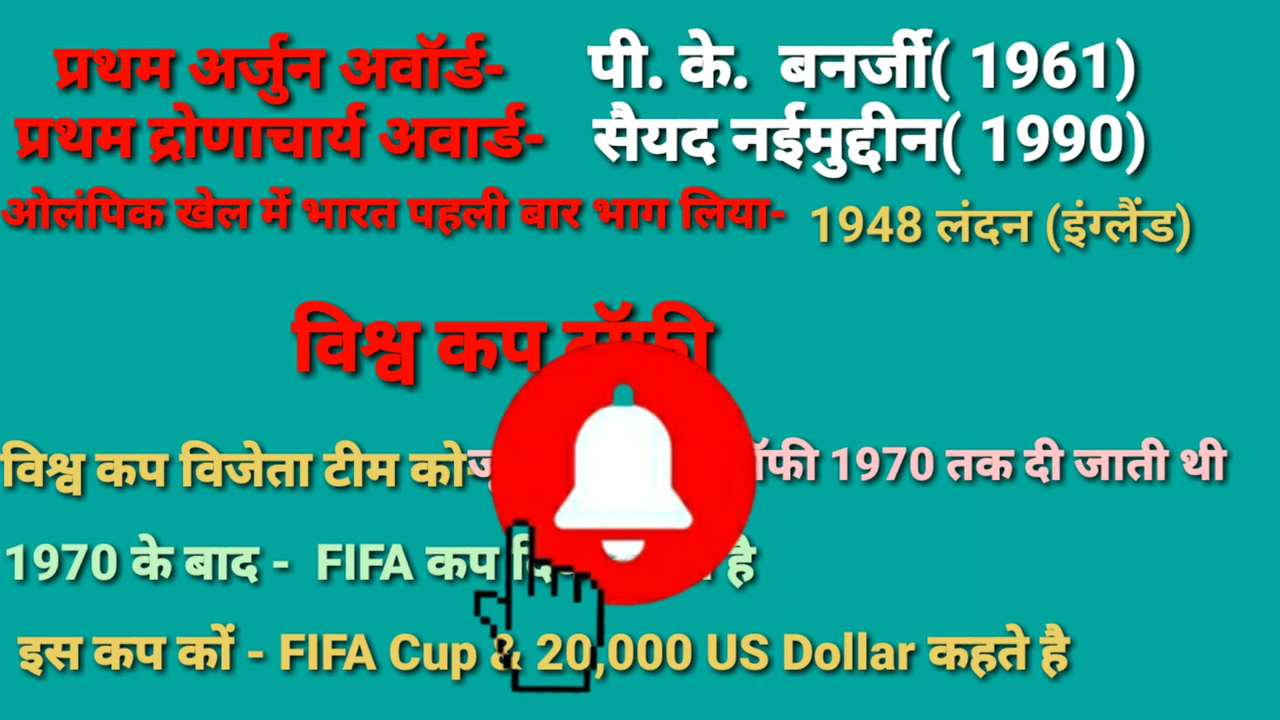 प्रथम अर्जुन अवॉर्ड- पी. के. बनर्जी( 1961)
प्रथम द्रोणाचार्य अवार्ड- सैयद नईमुद्दीन( 1990)
ओलंपिक खेल में भारत पहली बार भाग लिया- 1948 लंदन (इंग्लैंड)
विश्व कप
विश्व कप विजेता टीम को- 1970 तक दी जाती थी
1970 के बाद - FIFA कप है
इस कप कों - FIFA Cup & 20,000 US Dollar कहते है